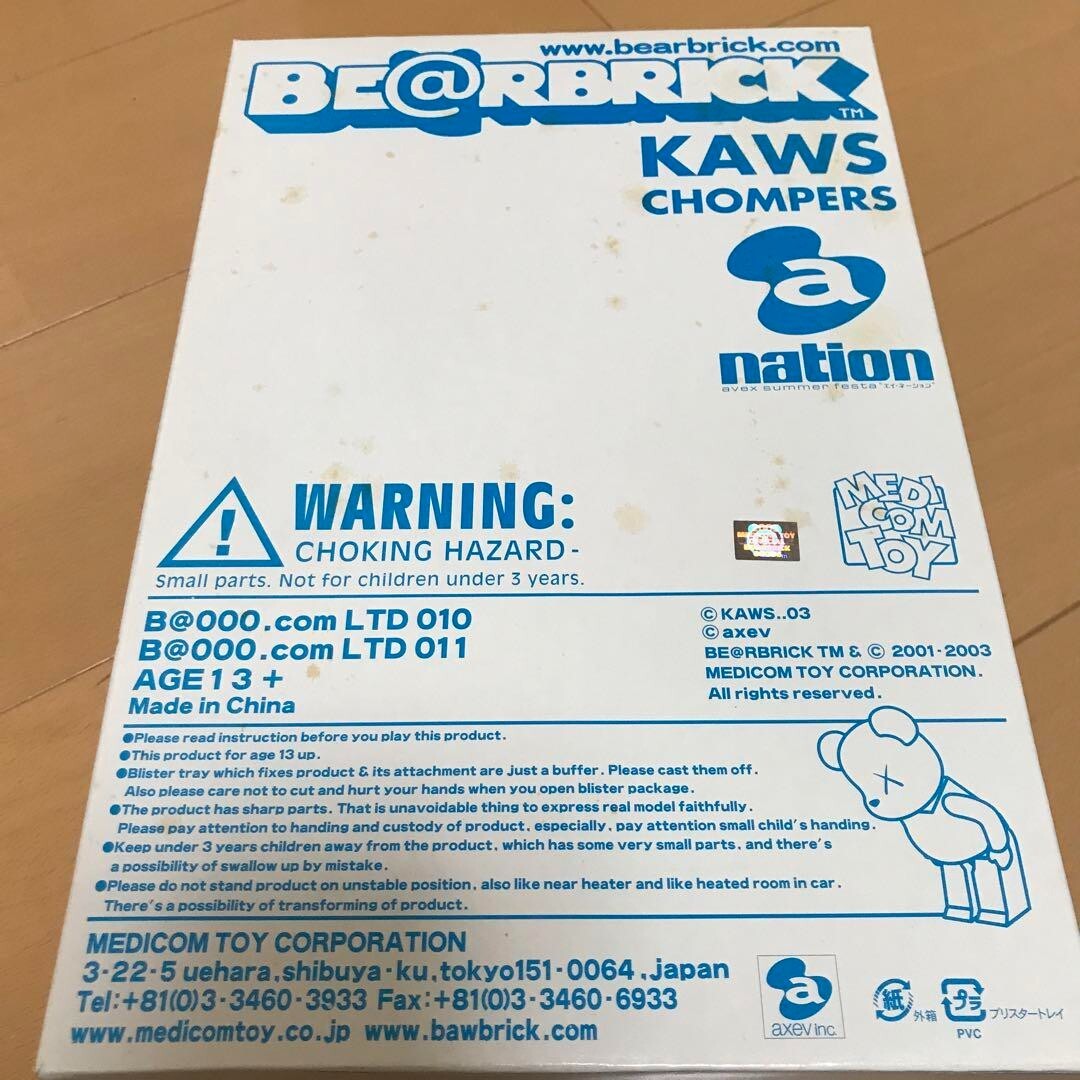 www.bearbrick.com
BE@RBRICK TM
KAWS
CHOMPERS
a
nation
avex summer festa "エイ・ネーション"
MEDI
COM
TOY
! WARNING:
CHOKING HAZARD -
Small parts. Not for children under 3 years.
B@000.com LTD 010
B@000.com LTD 011
AGE 1 3 +
Made in China
© KAWS..03
© axev
BE@RBRICK TM & © 2001-2003
MEDICOM TOY CORPORATION.
All rights reserved.
●Please read instruction before you play this product.
●This product for age 13 up.
●Blister tray which fixes product & its attachment are just a buffer. Please cast them off.
Also please care not to cut and hurt your hands when you open blister package.
●The product has sharp parts. That is unavoidable thing to express real model faithfully.
Please pay attention to handing and custody of product, especially, pay attention small child's handing.
●Keep under 3 years children away from the product, which has some very small parts, and there's
a possibility of swallow up by mistake.
●Please do not stand product on unstable position, also like near heater and like heated room in car.
There's a possibility of transforming of product.
MEDICOM TOY CORPORATION
3-22-5 uehara, shibuya-ku, tokyo151-0064, japan
Tel:+81(0)3-3460-3933 Fax:+81(0)3-3460-6933
www.medicomtoy.co.jp www.bawbrick.com
a
axev inc.
紙 外箱
プラ ブリスタートレイ
PVC